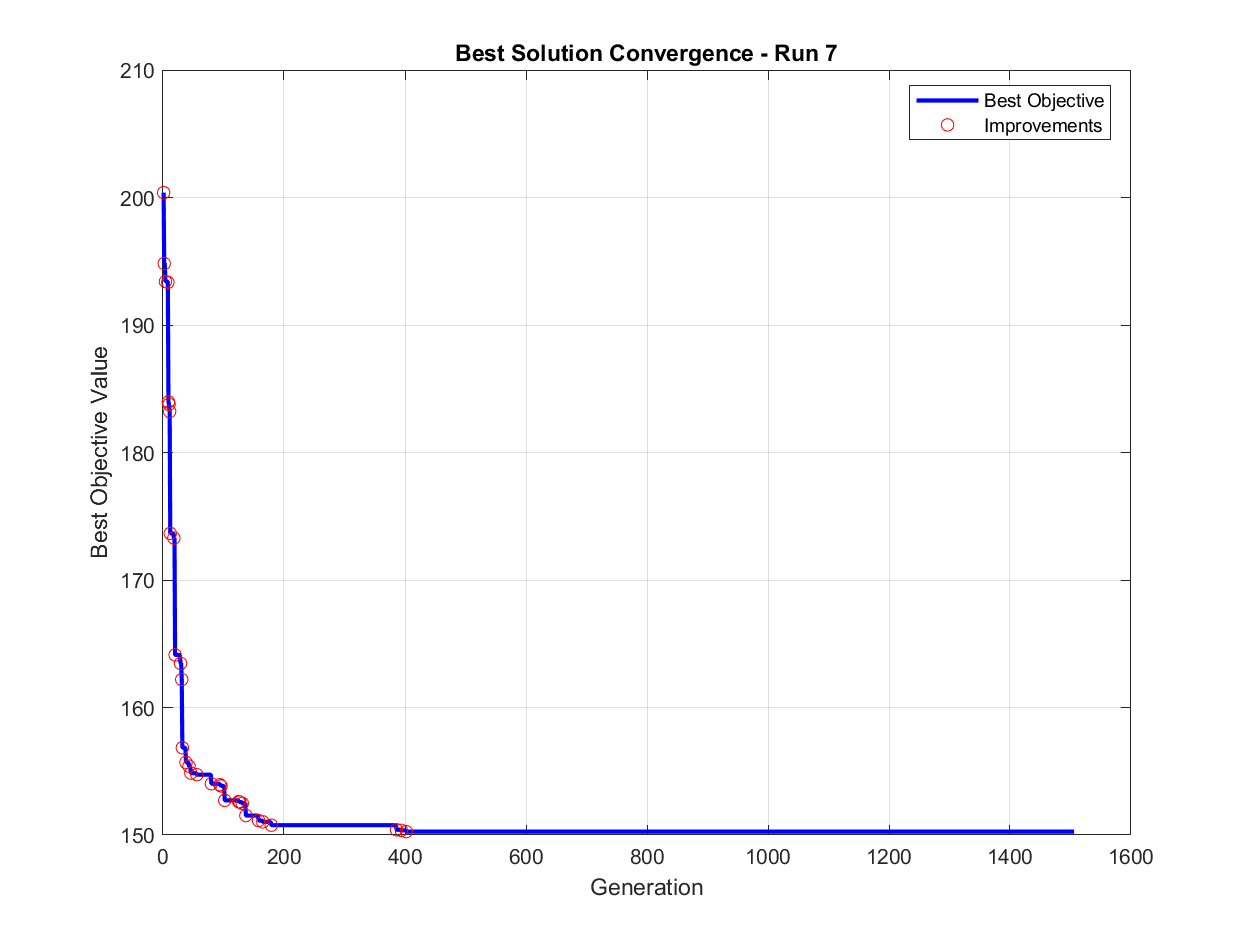 Best Solution Convergence - Run 7
210
200
190
180
170
160
150
Best Objective Value
Best Objective
Improvements
0 200 400 600 800 1000 1200 1400 1600
Generation